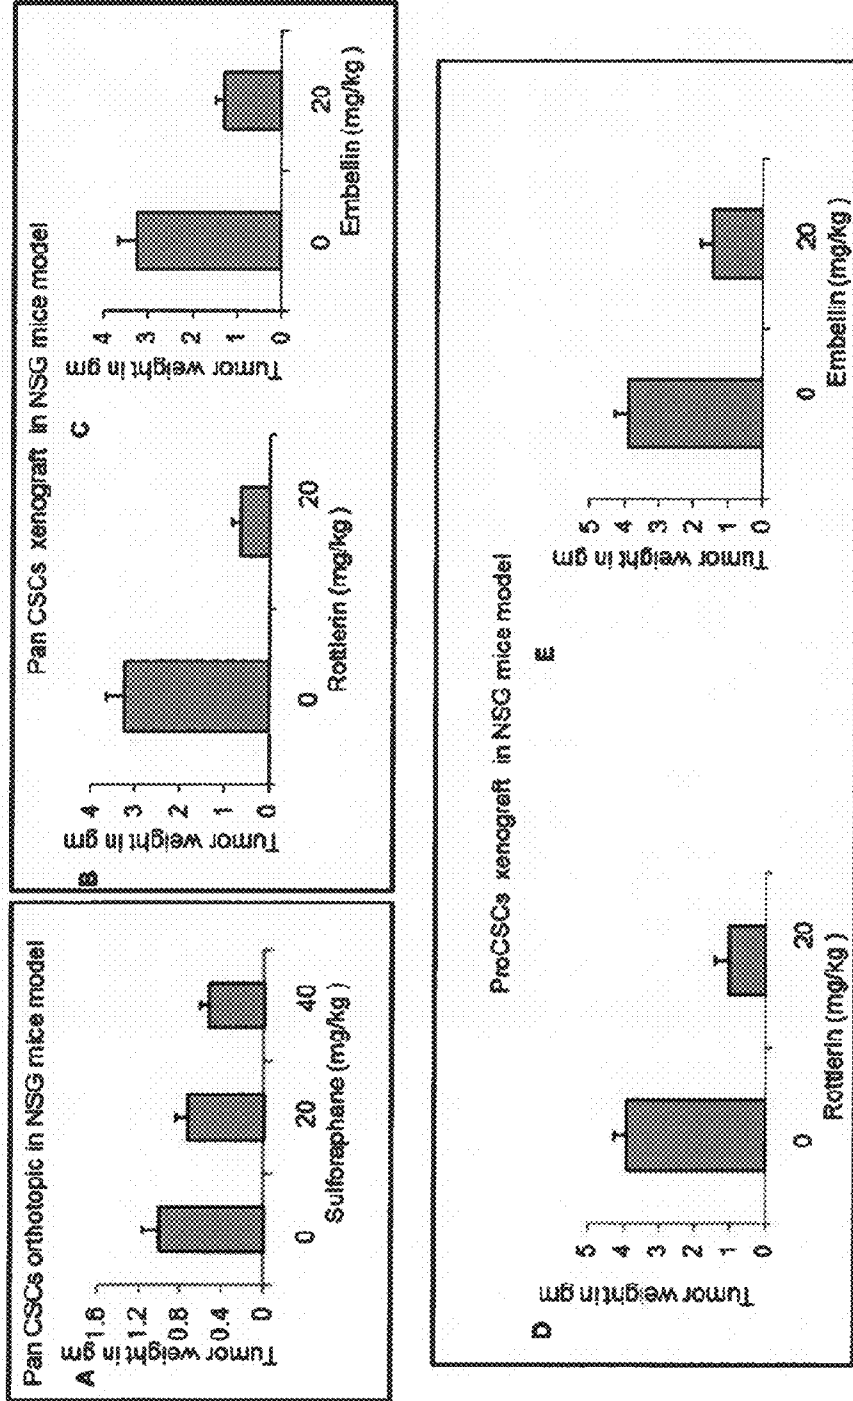 Pan CSCs orthotopic in NSG mice model
A
Tumor weight in gm
1.6
1.2
0.8
0.4
0
0
20
40
Sulforaphane (mg/kg)
Pan CSCs xenograft in NSG mice model
B
Tumor weight in gm
4
3
2
1
0
0
20
Rottlerin (mg/kg)
C
Tumor weight in gm
4
3
2
1
0
0
20
Embellin (mg/kg)
ProCSCs xenograft in NSG mice model
D
Tumor weight in gm
5
4
3
2
1
0
0
20
Rottlerin (mg/kg)
E
Tumor weight in gm
5
4
3
2
1
0
0
20
Embellin (mg/kg)